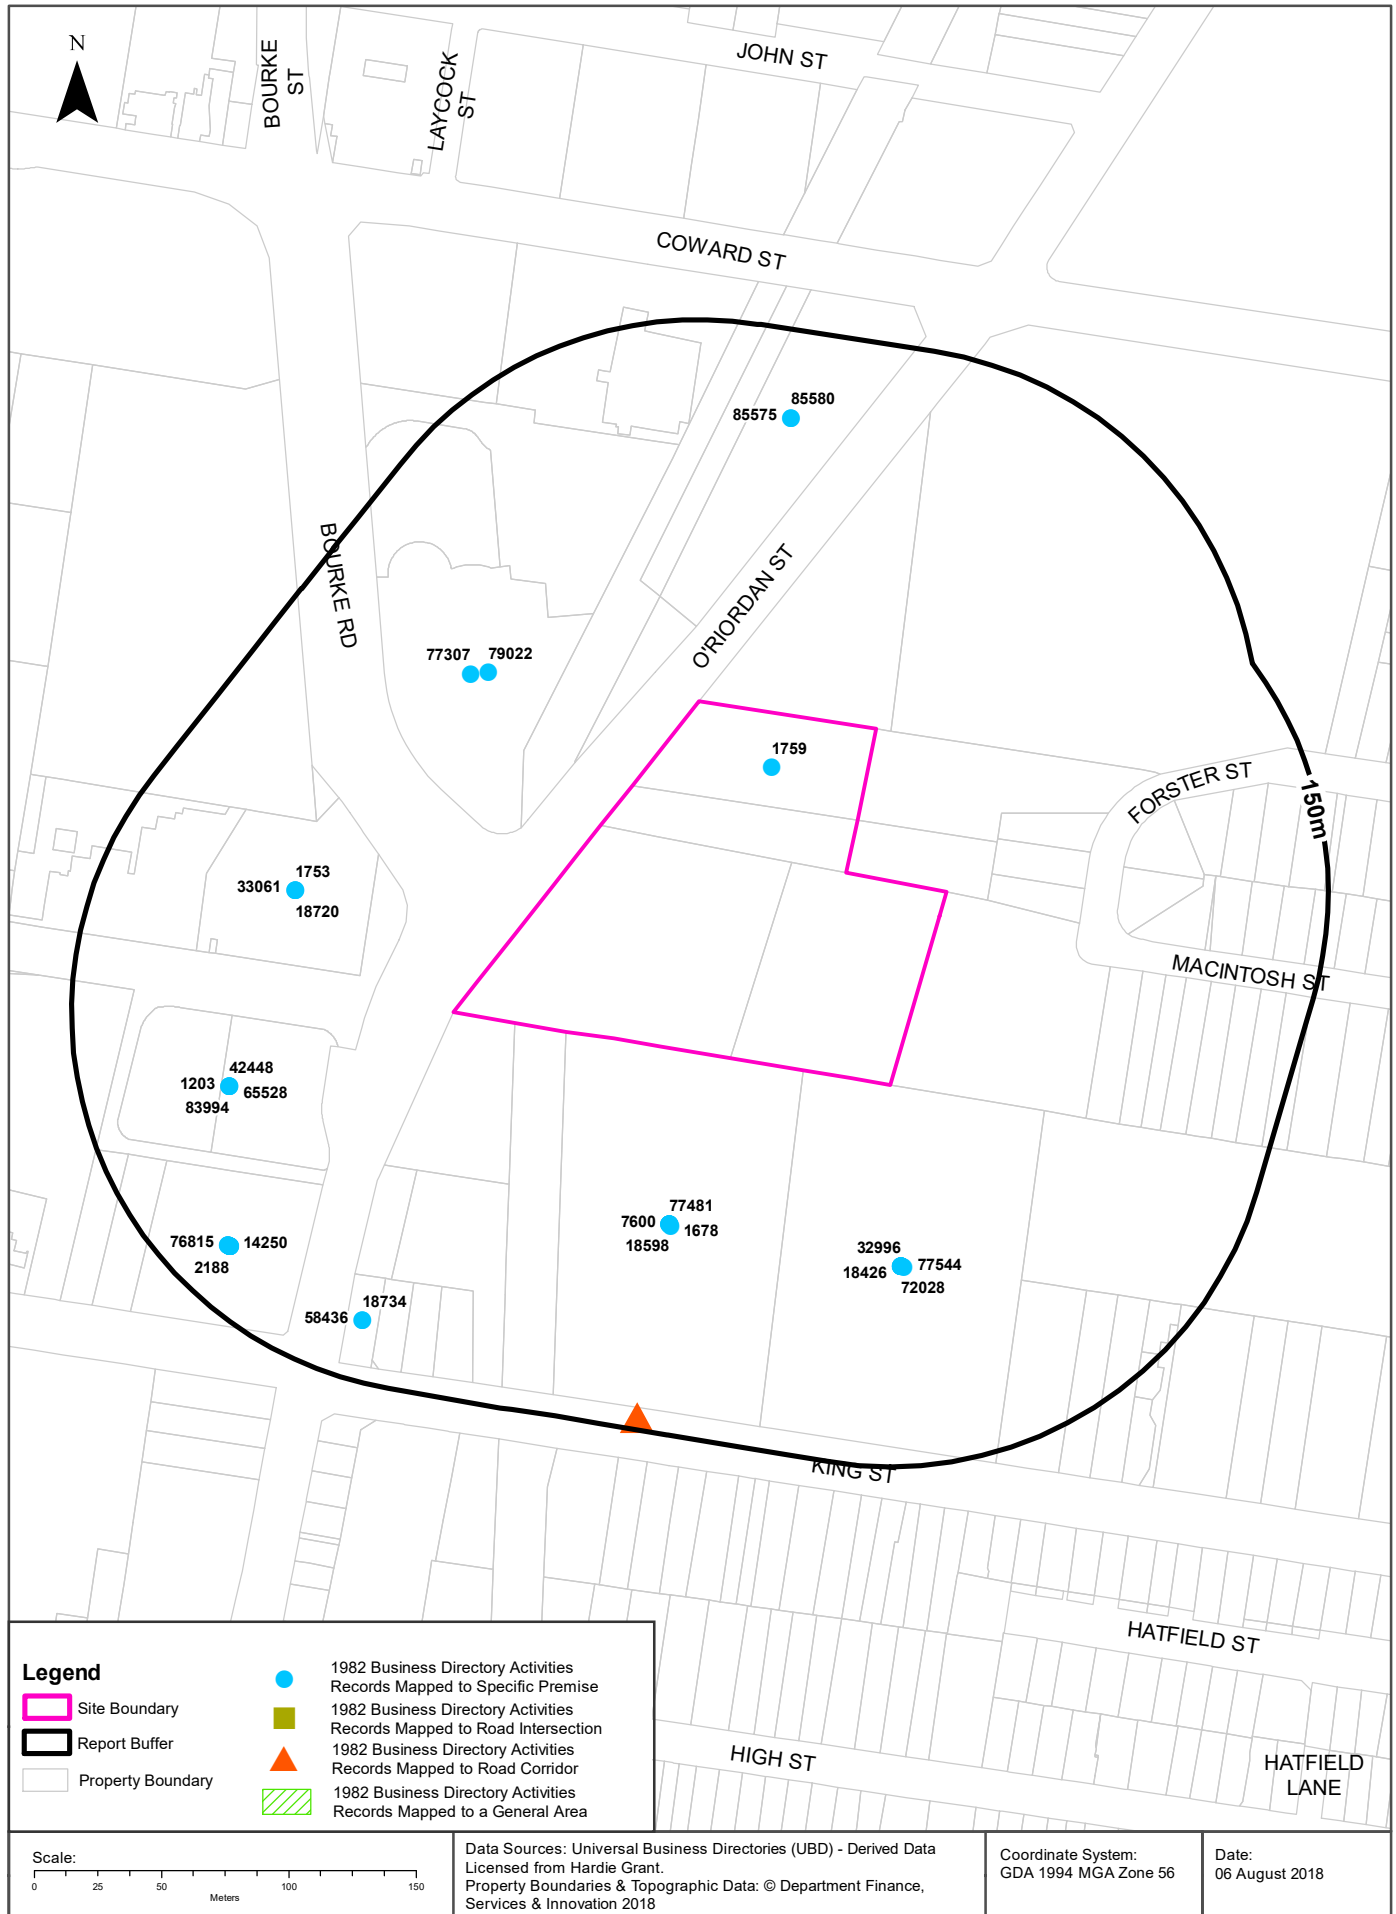 N
BOURKE
ST
LAYCOCK
ST
JOHN ST
COWARD ST
85580
85575
BOURKE RD
O'RIORDAN ST
77307
79022
1759
FORSTER ST
150m
1753
33061
18720
MACINTOSH ST
42448
1203
65528
83994
77481
7600
1678
18598
76815
14250
2188
32996
77544
18426
72028
18734
58436
KING ST
HATFIELD ST
HIGH ST
HATFIELD
LANE
Legend
Site Boundary
Report Buffer
Property Boundary
1982 Business Directory Activities
Records Mapped to Specific Premise
1982 Business Directory Activities
Records Mapped to Road Intersection
1982 Business Directory Activities
Records Mapped to Road Corridor
1982 Business Directory Activities
Records Mapped to a General Area
Scale:
0 25 50 100 150
Meters
Data Sources: Universal Business Directories (UBD) - Derived Data
Licensed from Hardie Grant.
Property Boundaries & Topographic Data: © Department Finance,
Services & Innovation 2018
Coordinate System:
GDA 1994 MGA Zone 56
Date:
06 August 2018